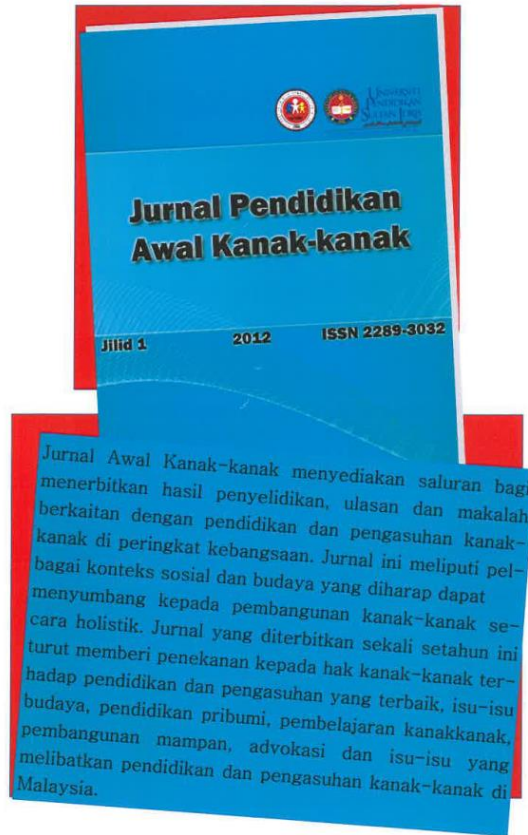 UNIVERSITI
PENDIDIKAN
SULTAN IDRIS
Jurnal Pendidikan
Awal Kanak-kanak
Jilid 1 2012 ISSN 2289-3032
Jurnal Awal Kanak-kanak menyediakan saluran bagi
menerbitkan hasil penyelidikan, ulasan dan makalah
berkaitan dengan pendidikan dan pengasuhan kanak-
kanak di peringkat kebangsaan. Jurnal ini meliputi pel-
bagai konteks sosial dan budaya yang diharap dapat
menyumbang kepada pembangunan kanak-kanak se-
cara holistik. Jurnal yang diterbitkan sekali setahun ini
turut memberi penekanan kepada hak kanak-kanak ter-
hadap pendidikan dan pengasuhan yang terbaik, isu-isu
budaya, pendidikan pribumi, pembelajaran kanakkanak,
pembangunan mampan, advokasi dan isu-isu yang
melibatkan pendidikan dan pengasuhan kanak-kanak di
Malaysia.